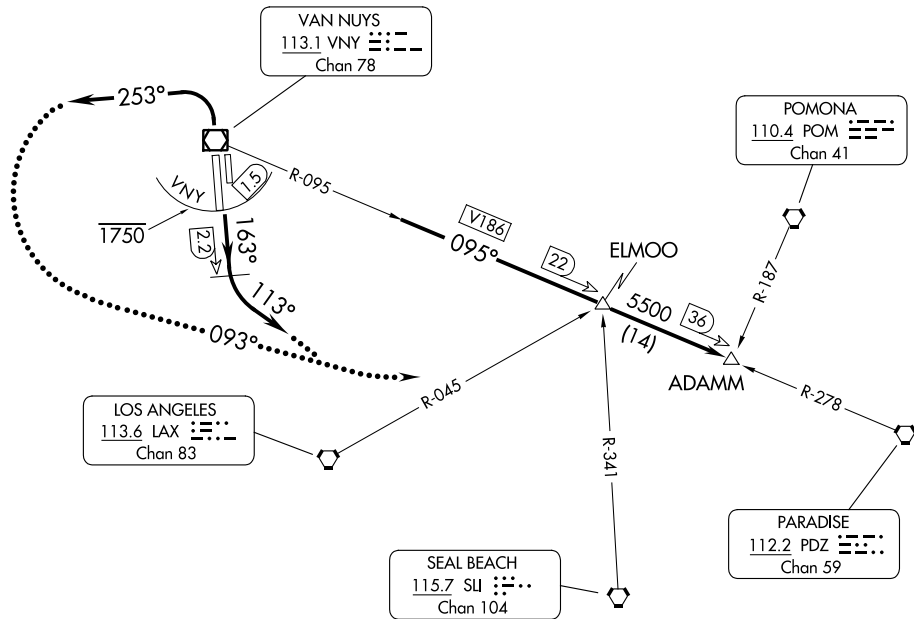 VAN NUYS
113.1 VNY
Chan 78
253°
POMONA
110.4 POM
Chan 41
VNY
1.5
R-095
1750
2.2
163°
V186
095°
22
ELMOO
R-187
113°
5500
(14)
36
093°
ADAMM
R-045
R-278
LOS ANGELES
113.6 LAX
Chan 83
R-341
PARADISE
112.2 PDZ
Chan 59
SEAL BEACH
115.7 SLI
Chan 104